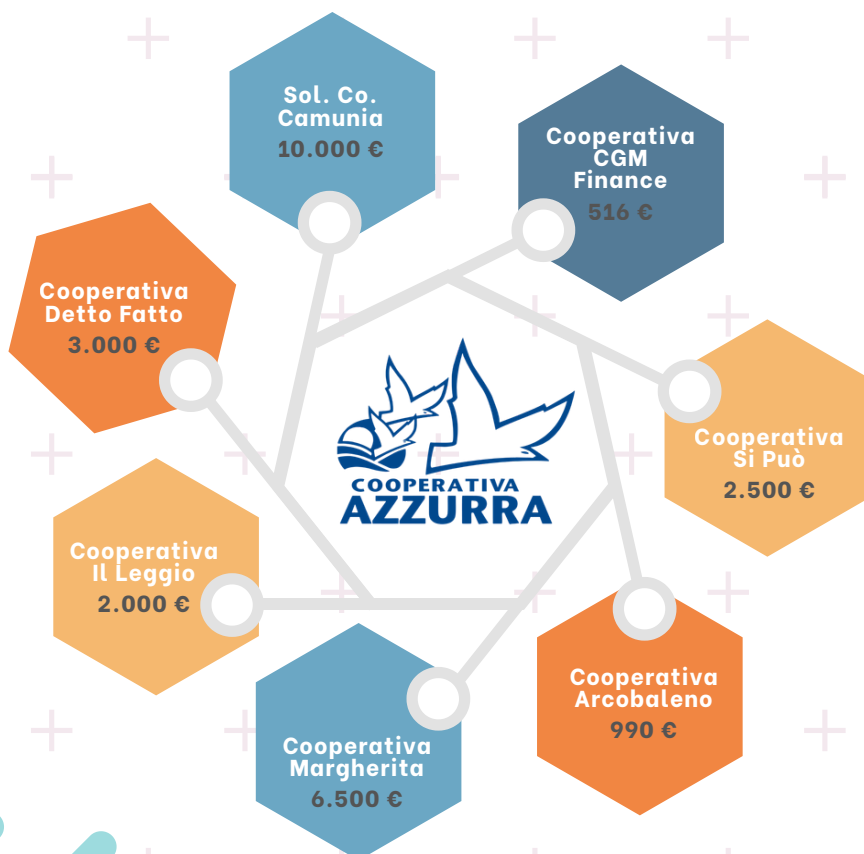 Sol. Co.
Camunia
10.000 €
Cooperativa
CGM
Finance
516 €
Cooperativa
Detto Fatto
3.000 €
Cooperativa
Si Può
2.500 €
COOPERATIVA
AZZURRA
Cooperativa
Il Leggio
2.000 €
Cooperativa
Arcobaleno
990 €
Cooperativa
Margherita
6.500 €